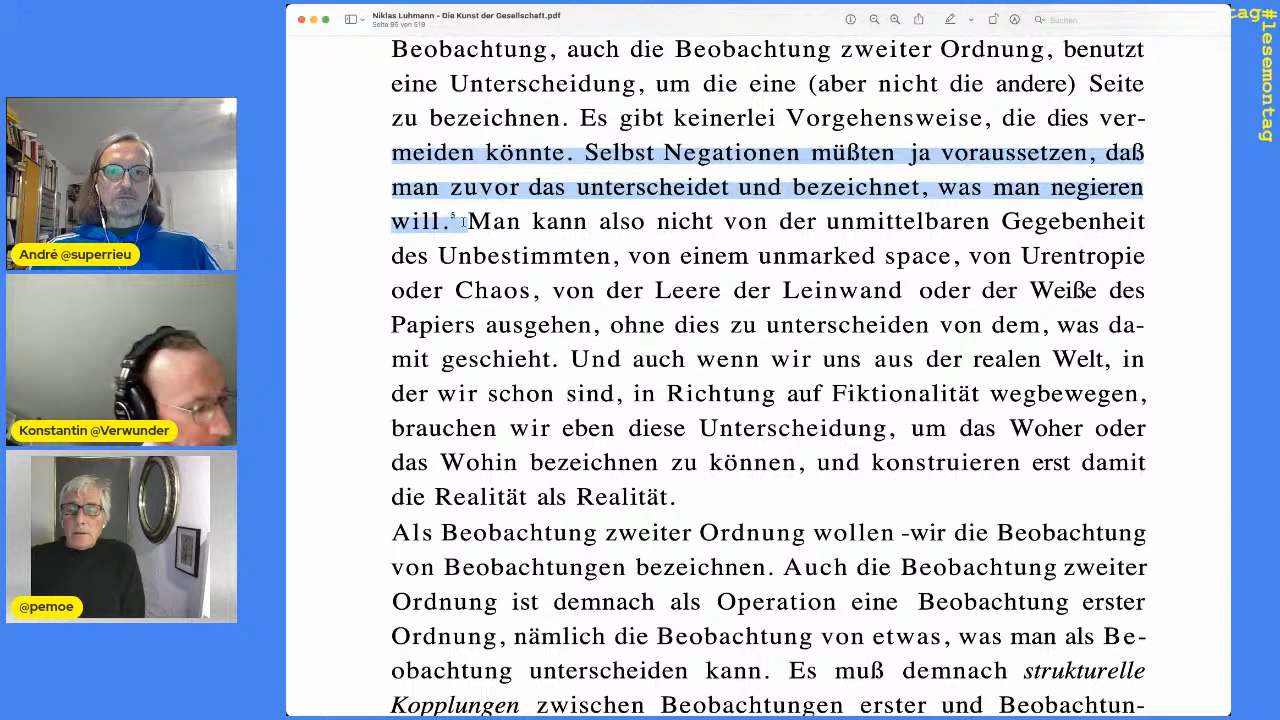 Niklas Luhmann - Die Kunst der Gesellschaft.pdf
Seite 96 von 519
Suchen
tag#lesemontag
Beobachtung, auch die Beobachtung zweiter Ordnung, benutzt
eine Unterscheidung, um die eine (aber nicht die andere) Seite
zu bezeichnen. Es gibt keinerlei Vorgehensweise, die dies ver-
meiden könnte. Selbst Negationen müßten ja voraussetzen, daß
man zuvor das unterscheidet und bezeichnet, was man negieren
will.⁵ Man kann also nicht von der unmittelbaren Gegebenheit
des Unbestimmten, von einem unmarked space, von Urentropie
oder Chaos, von der Leere der Leinwand oder der Weiße des
Papiers ausgehen, ohne dies zu unterscheiden von dem, was da-
mit geschieht. Und auch wenn wir uns aus der realen Welt, in
der wir schon sind, in Richtung auf Fiktionalität wegbewegen,
brauchen wir eben diese Unterscheidung, um das Woher oder
das Wohin bezeichnen zu können, und konstruieren erst damit
die Realität als Realität.
Als Beobachtung zweiter Ordnung wollen -wir die Beobachtung
von Beobachtungen bezeichnen. Auch die Beobachtung zweiter
Ordnung ist demnach als Operation eine Beobachtung erster
Ordnung, nämlich die Beobachtung von etwas, was man als Be-
obachtung unterscheiden kann. Es muß demnach strukturelle
Kopplungen zwischen Beobachtungen erster und Beobachtun-
André @superrieu
Konstantin @Verwunder
@pemoe